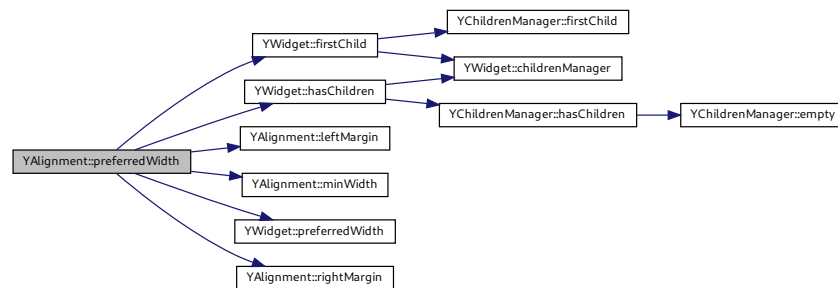 YChildrenManager::firstChild
YWidget::firstChild
YWidget::childrenManager
YWidget::hasChildren
YChildrenManager::hasChildren
YChildrenManager::empty
YAlignment::leftMargin
YAlignment::preferredWidth
YAlignment::minWidth
YWidget::preferredWidth
YAlignment::rightMargin